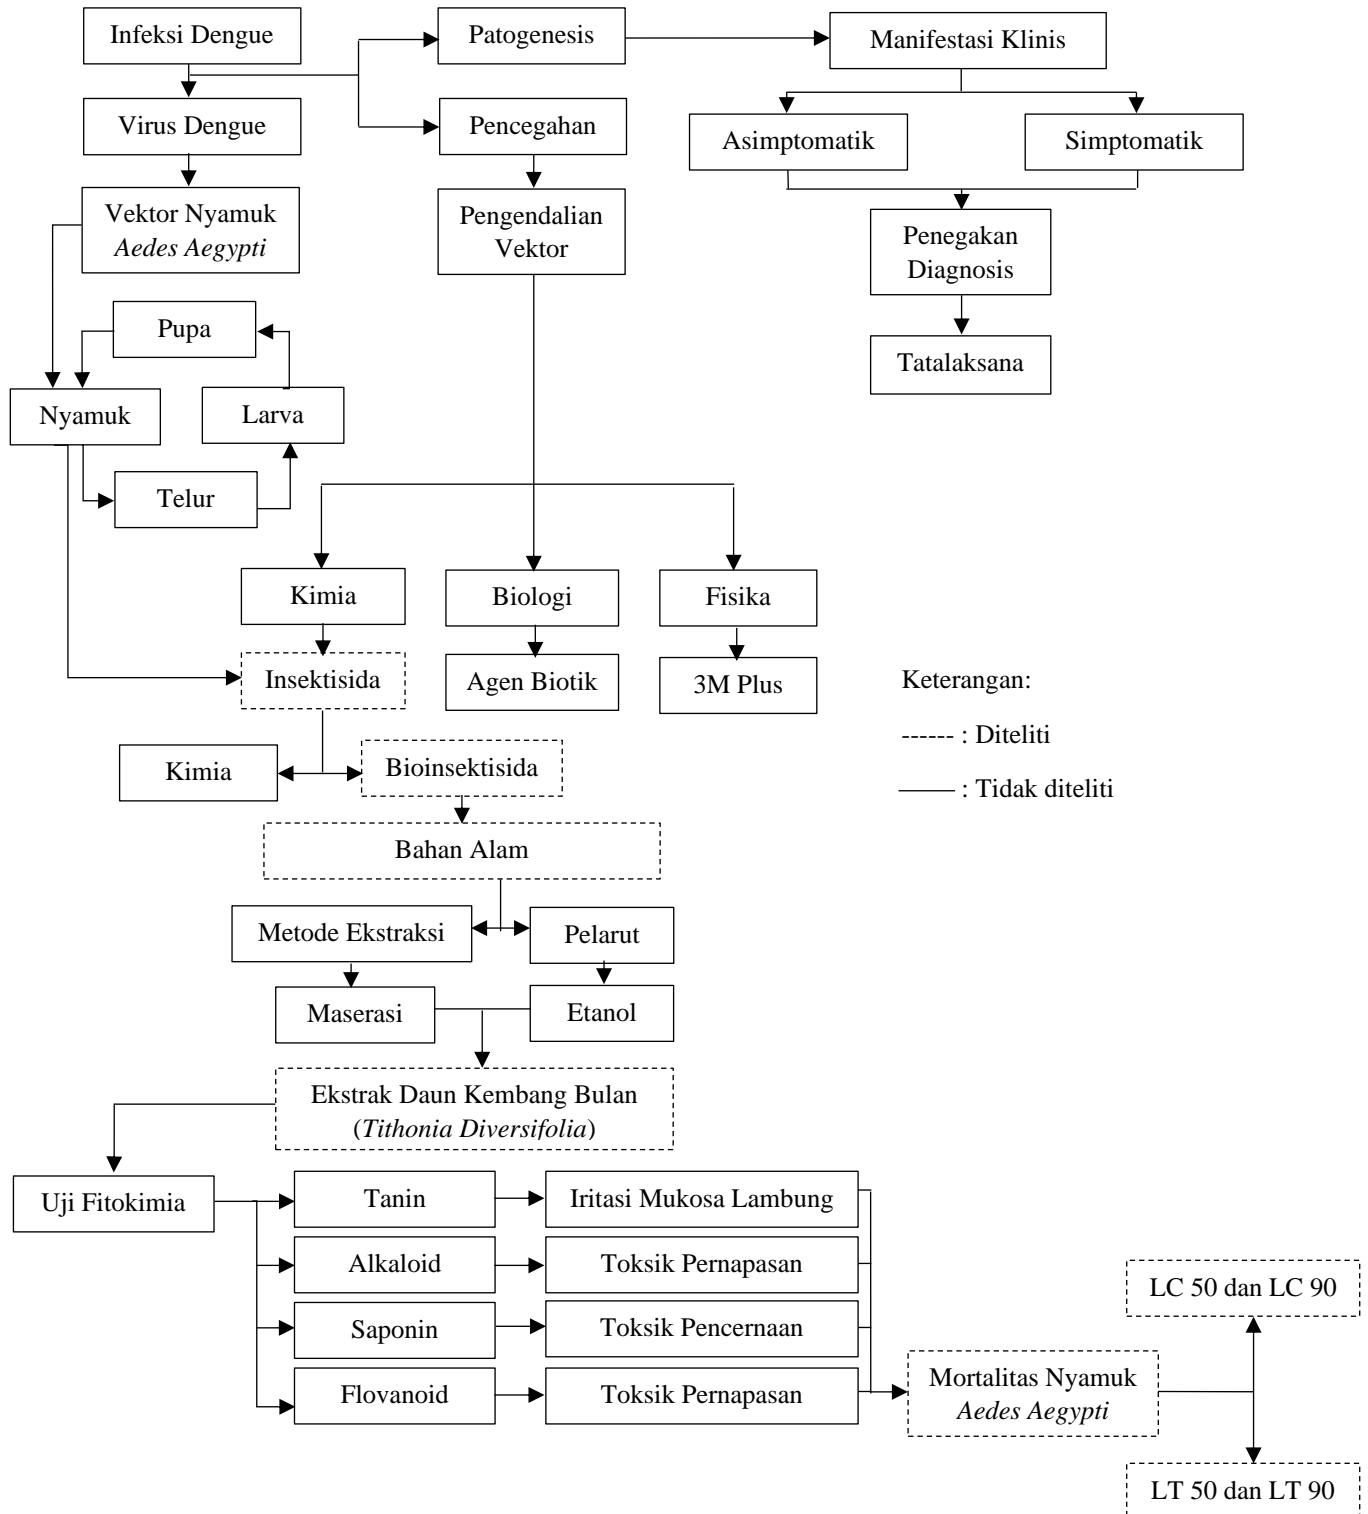 Infeksi Dengue
Patogenesis
Manifestasi Klinis
Virus Dengue
Pencegahan
Asimptomatik
Simptomatik
Vektor Nyamuk
Aedes Aegypti
Pengendalian
Vektor
Penegakan
Diagnosis
Pupa
Tatalaksana
Nyamuk
Larva
Telur
Kimia
Biologi
Fisika
Insektisida
Agen Biotik
3M Plus
Keterangan:
------ : Diteliti
—— : Tidak diteliti
Kimia
Bioinsektisida
Bahan Alam
Metode Ekstraksi
Pelarut
Maserasi
Etanol
Ekstrak Daun Kembang Bulan
(Tithonia Diversifolia)
Uji Fitokimia
Tanin
Iritasi Mukosa Lambung
Alkaloid
Toksik Pernapasan
Saponin
Toksik Pencernaan
Flovanoid
Toksik Pernapasan
Mortalitas Nyamuk
Aedes Aegypti
LC 50 dan LC 90
LT 50 dan LT 90